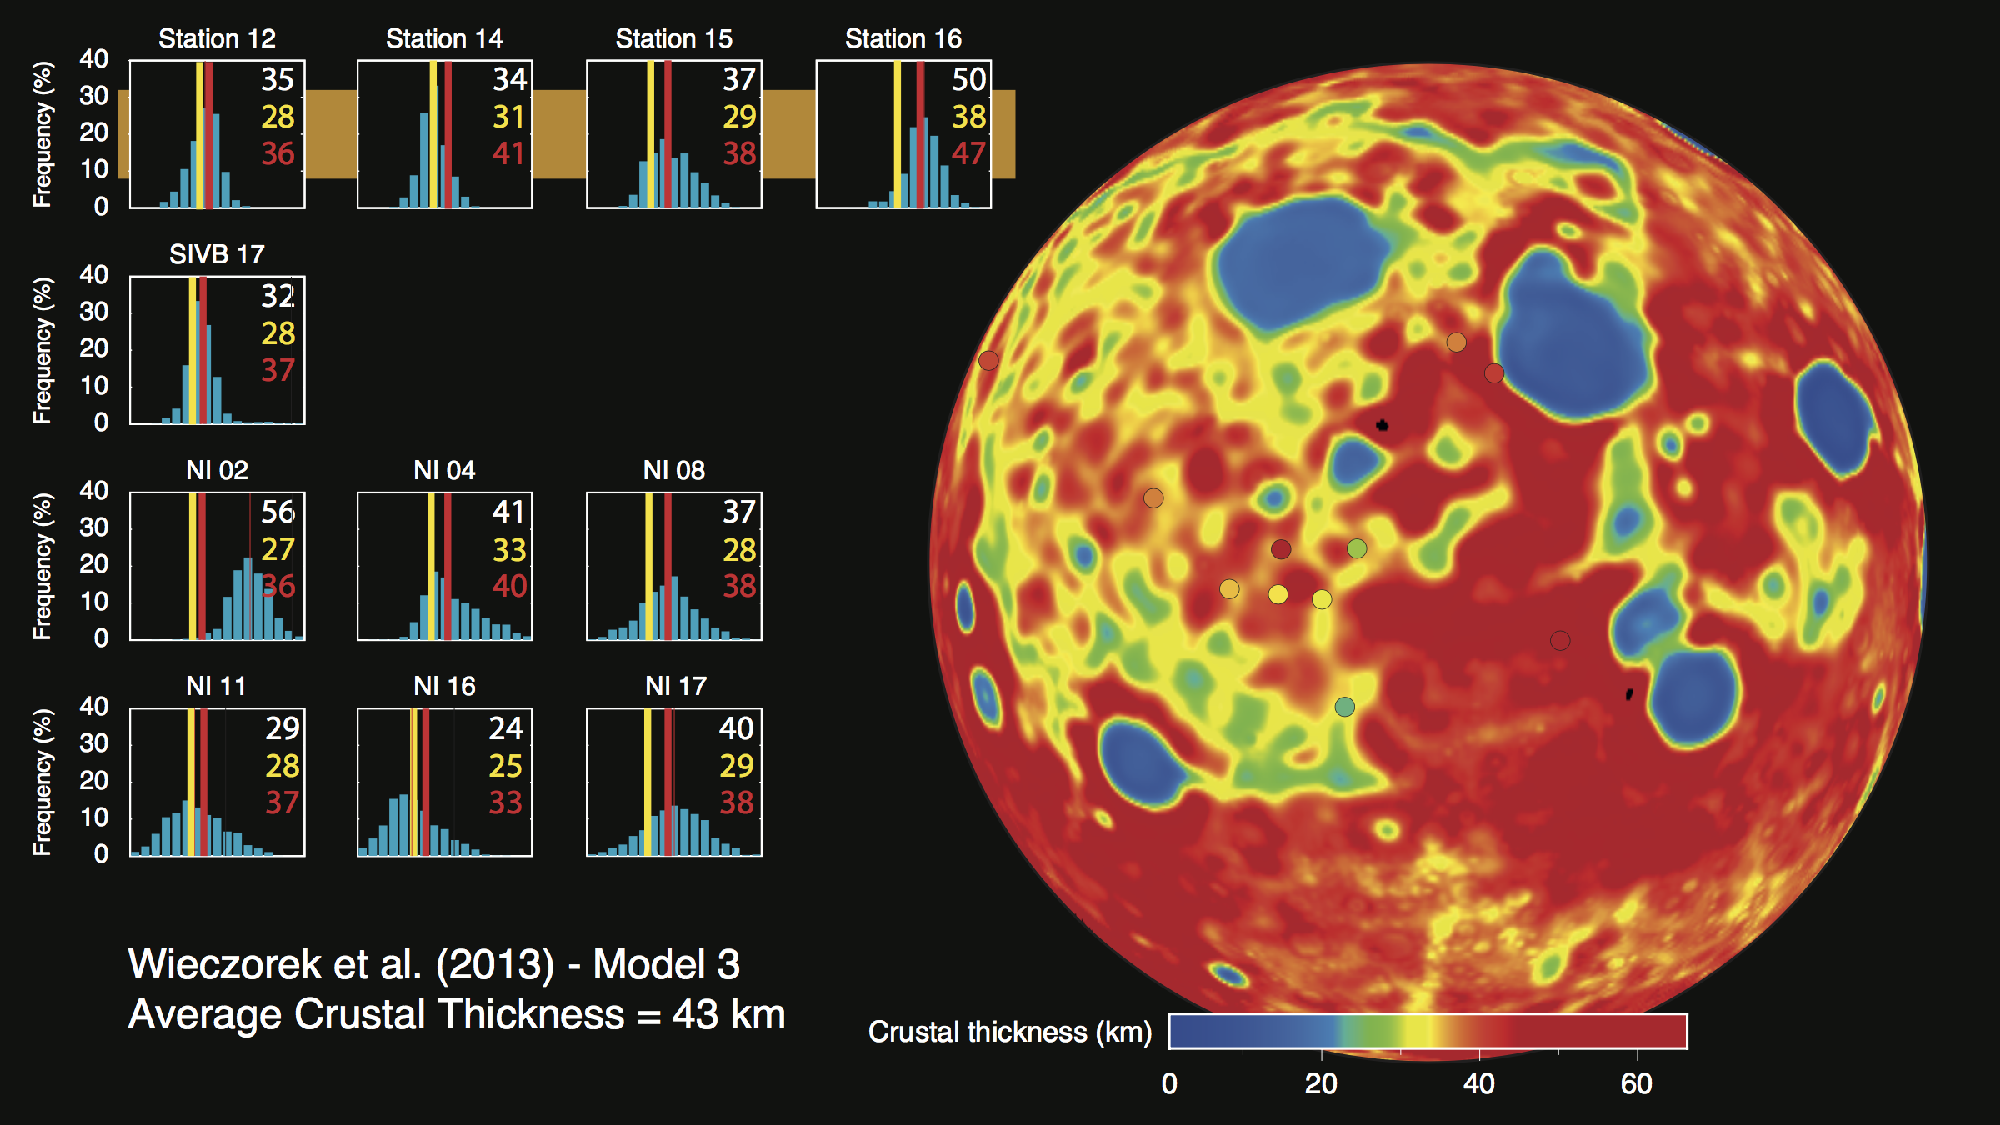 Station 12
Station 14
Station 15
Station 16
Frequency (%)
40
30
20
10
0
35
28
36
34
31
41
37
29
38
50
38
47
SIVB 17
Frequency (%)
40
30
20
10
0
32
28
37
NI 02
NI 04
NI 08
Frequency (%)
40
30
20
10
0
56
27
36
41
33
40
37
28
38
NI 11
NI 16
NI 17
Frequency (%)
40
30
20
10
0
29
28
37
24
25
33
40
29
38
Wieczorek et al. (2013) - Model 3
Average Crustal Thickness = 43 km
Crustal thickness (km)
0 20 40 60